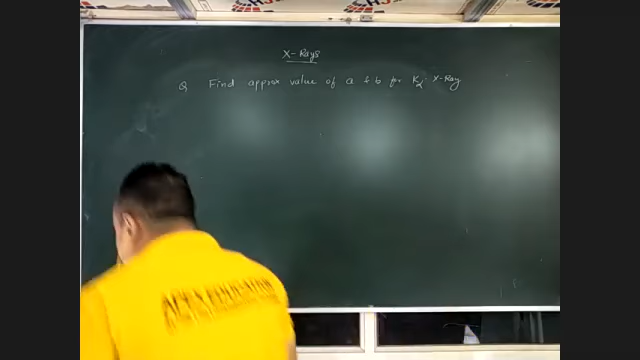 X-Rays
Q Find approx value of a & b for Kα X-Ray